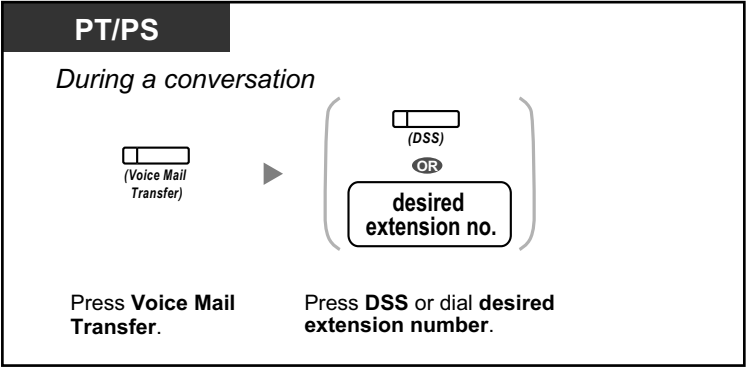 PT/PS
During a conversation
(Voice Mail
Transfer)
(DSS)
OR
desired
extension no.
Press Voice Mail
Transfer.
Press DSS or dial desired
extension number.